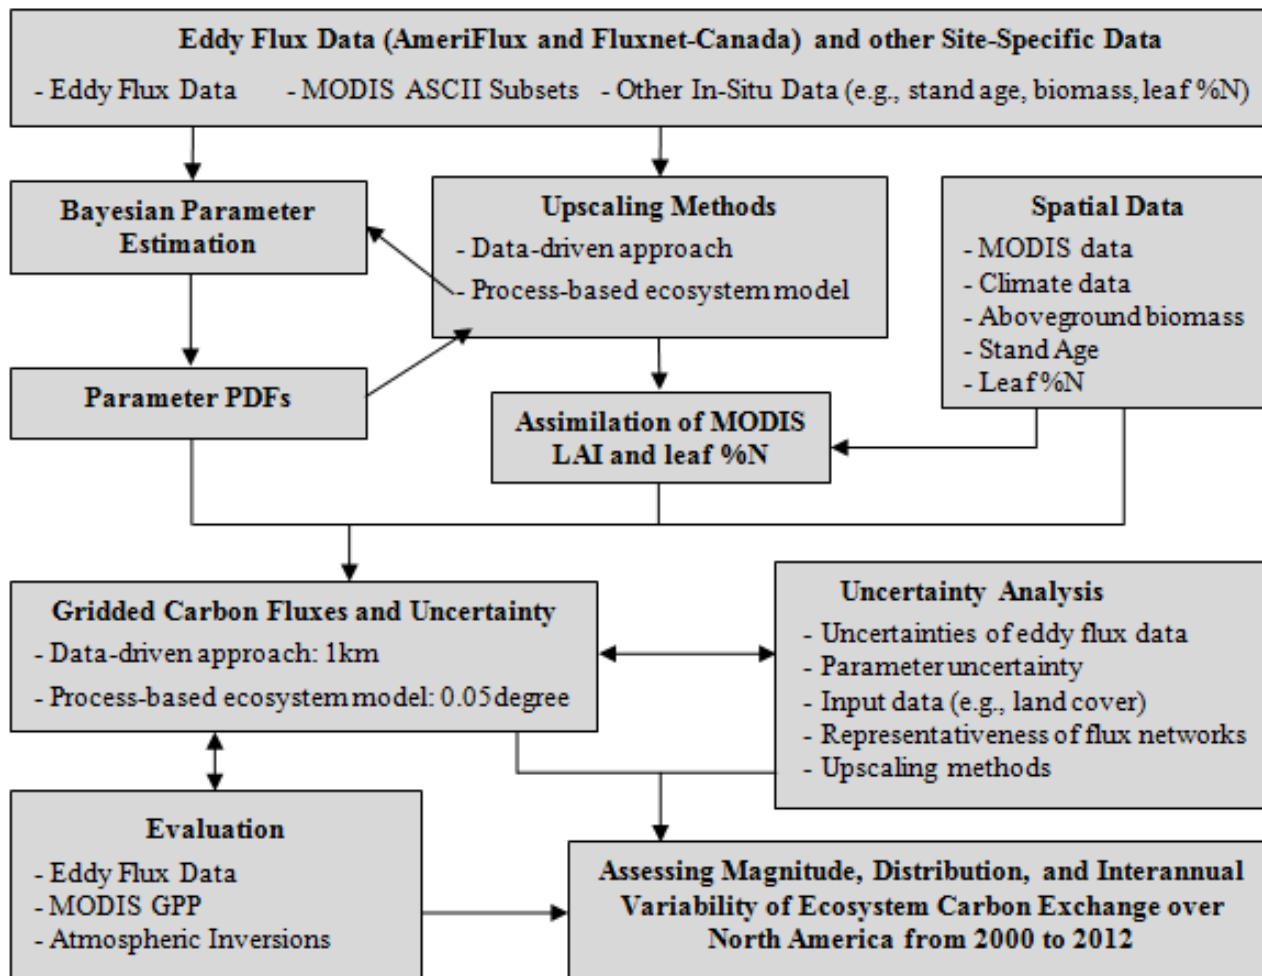 Eddy Flux Data (AmeriFlux and Fluxnet-Canada) and other Site-Specific Data
- Eddy Flux Data - MODIS ASCII Subsets - Other In-Situ Data (e.g., stand age, biomass, leaf %N)
Bayesian Parameter
Estimation
Upscaling Methods
- Data-driven approach
- Process-based ecosystem model
Spatial Data
- MODIS data
- Climate data
- Aboveground biomass
- Stand Age
- Leaf %N
Parameter PDFs
Assimilation of MODIS
LAI and leaf %N
Gridded Carbon Fluxes and Uncertainty
- Data-driven approach: 1km
- Process-based ecosystem model: 0.05 degree
Uncertainty Analysis
- Uncertainties of eddy flux data
- Parameter uncertainty
- Input data (e.g., land cover)
- Representativeness of flux networks
- Upscaling methods
Evaluation
- Eddy Flux Data
- MODIS GPP
- Atmospheric Inversions
Assessing Magnitude, Distribution, and Interannual
Variability of Ecosystem Carbon Exchange over
North America from 2000 to 2012